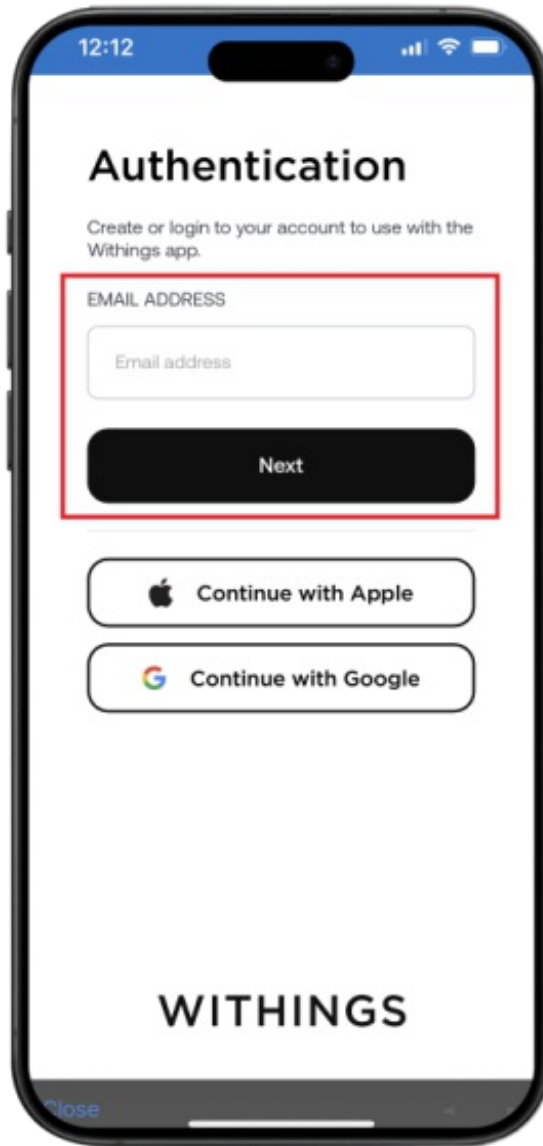 12:12
Authentication
Create or login to your account to use with the
Withings app.
EMAIL ADDRESS
Email address
Next
Continue with Apple
Continue with Google
WITHINGS
Close